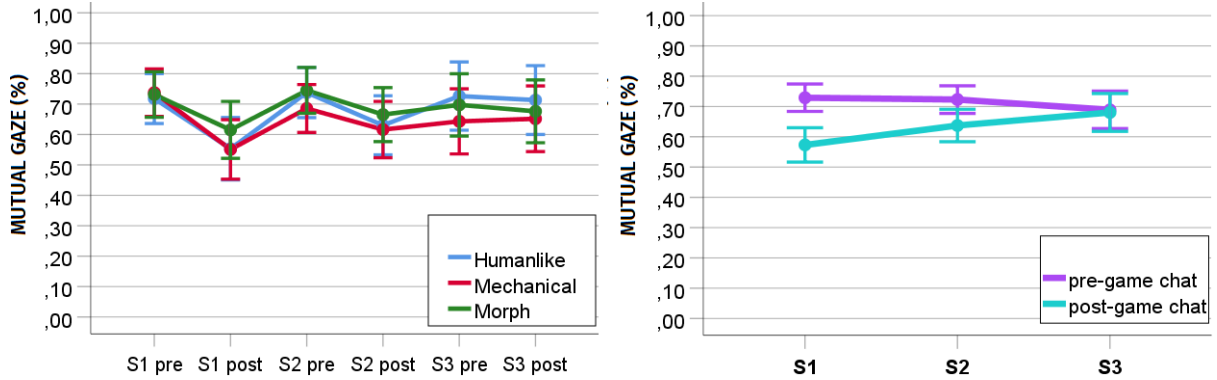 MUTUAL GAZE (%)
1,00
,90
,80
,70
,60
,50
,40
,30
,20
,10
,00
Humanlike
Mechanical
Morph
S1 pre S1 post S2 pre S2 post S3 pre S3 post
MUTUAL GAZE (%)
1,00
,90
,80
,70
,60
,50
,40
,30
,20
,10
,00
pre-game chat
post-game chat
S1 S2 S3